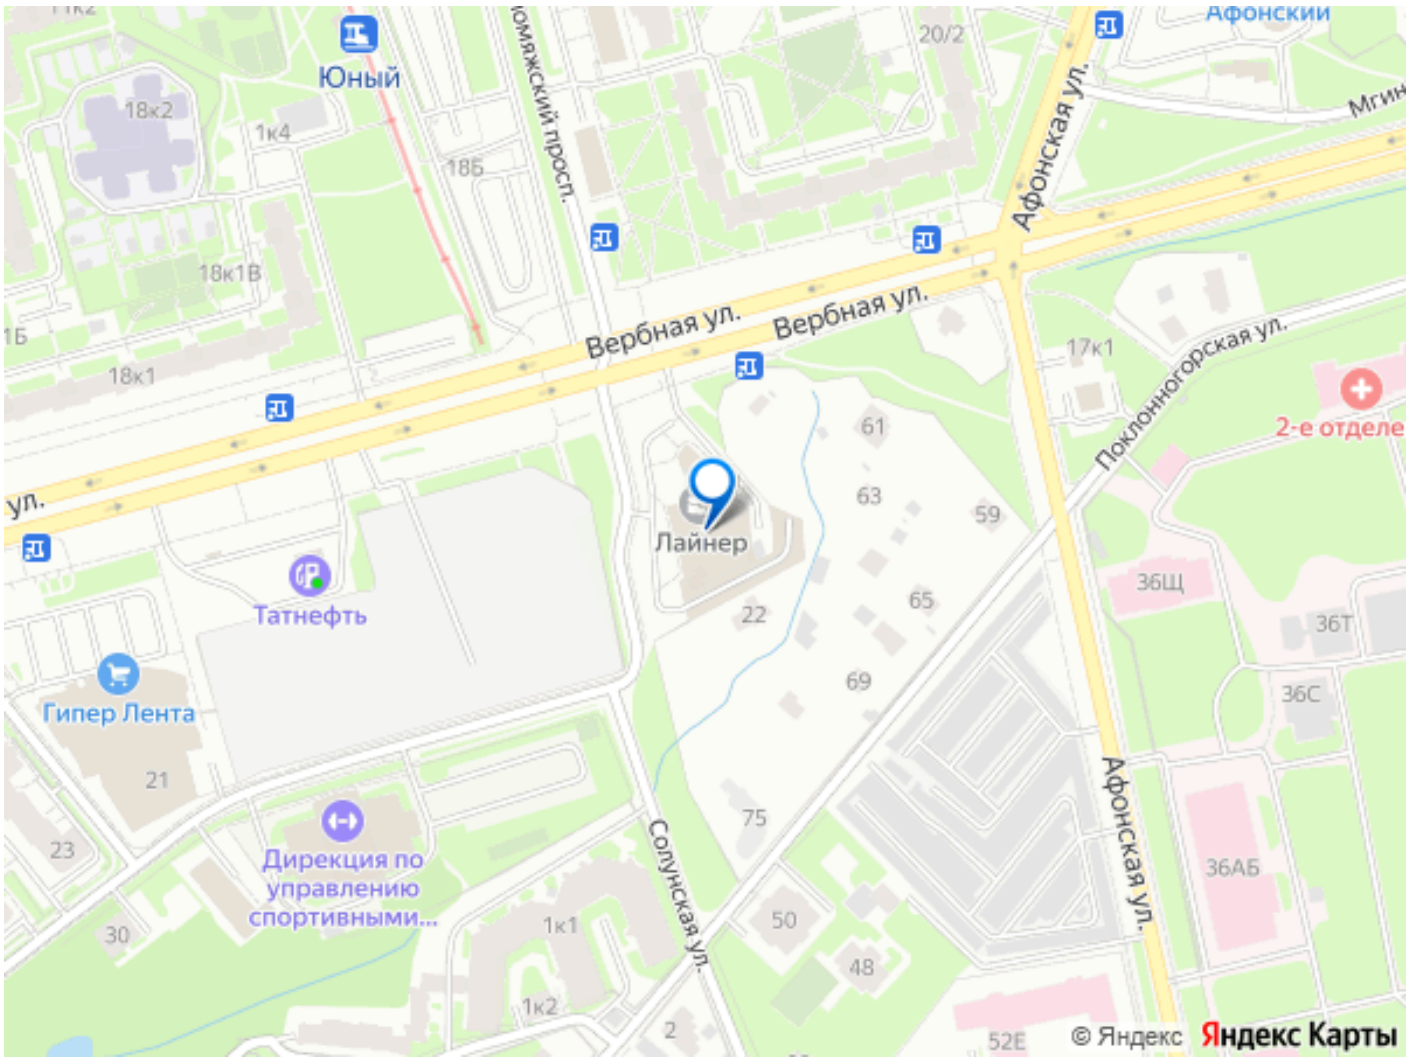 11к2
Юный
18к2
1к4
18Б
омяжский просп.
20/2
Афонский
Афонская ул.
Мгин
18к1В
1Б
18к1
Вербная ул.
Вербная ул.
17к1
Поклонногорская ул.
2-е отделе
61
63
59
ул.
Лайнер
Татнефть
22
65
36Щ
36Т
69
36С
Гипер Лента
21
23
Дирекция по
управлению
спортивными...
75
Солунская ул.
Афонская ул.
36АБ
30
1к1
50
48
1к2
2
52Е
© Яндекс
Яндекс Карты